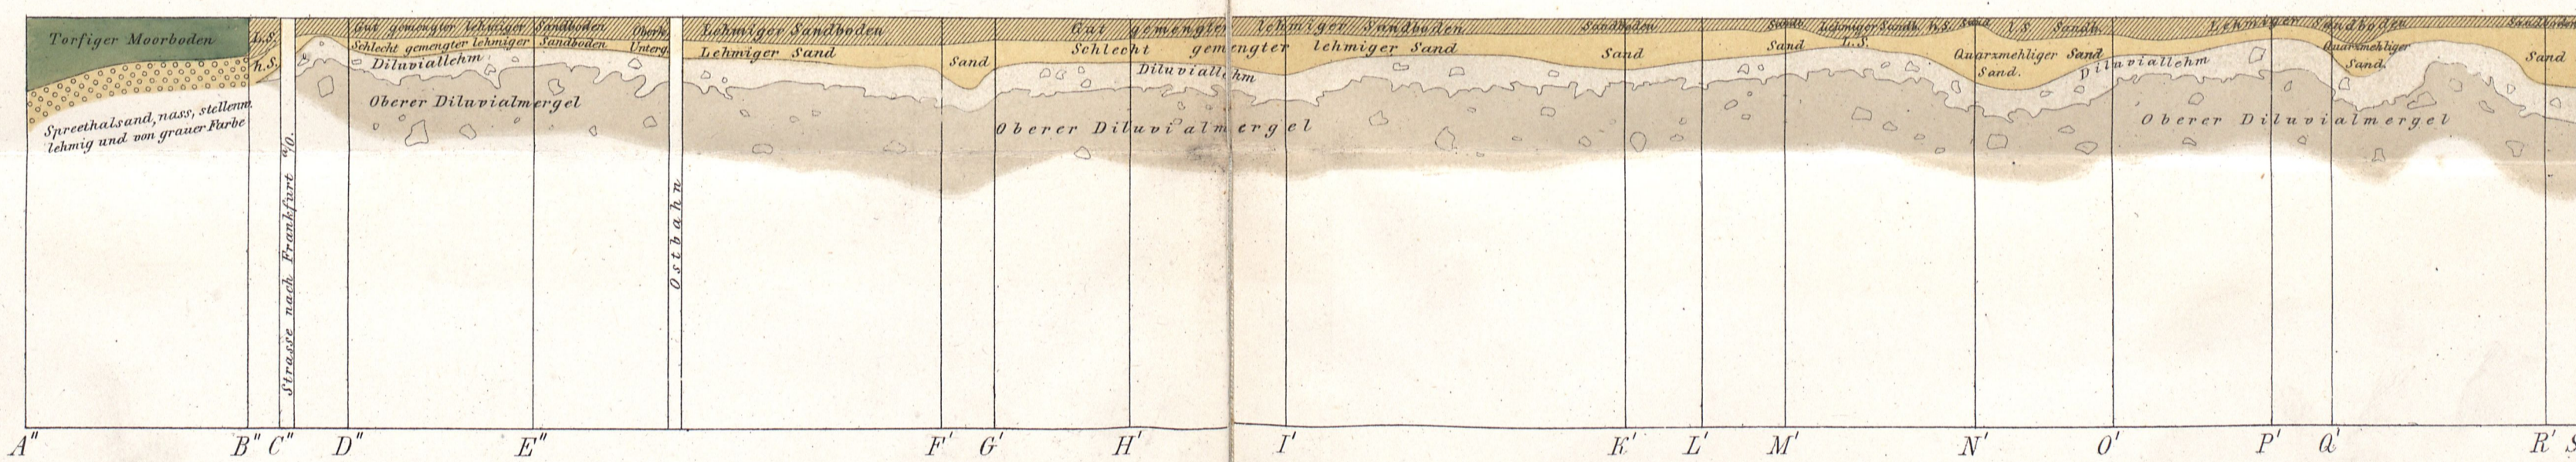 Torfiger Moorboden
L.S.
h.S.
Spreethalsand, nass, stellenw.
lehmig und von grauer Farbe
Strasse nach Frankfurt a/O.
Gut gemengter lehmiger Sandboden Oberk.
Schlecht gemengter lehmiger Sandboden Unterg.
Diluviallehm
Oberer Diluvialmergel
Ostbahn
Lehmiger Sandboden
Lehmiger Sand
Sand
Gut gemengter lehmiger Sandboden
Schlecht gemengter lehmiger Sand
Diluviallehm
Oberer Diluvialmergel
Sandboden
Sand
Sandb. lehmiger Sandb. h.S. Sand l.S. Sandb.
Sand L.S.
Quarzmehliger Sand
Sand.
Diluviallehm
Lehmiger Sandboden
Quarzmehliger
Sand.
Oberer Diluvialmergel
Sandboden
Sand
A" B" C" D" E" F' G' H' I' K' L' M' N' O' P' Q' R' S